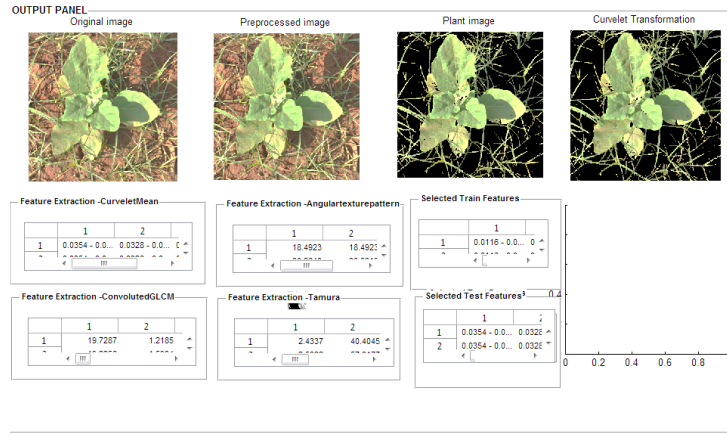 OUTPUT PANEL
Original image
Preprocessed image
Plant image
Curvelet Transformation
Feature Extraction -CurveletMean
1 2
1 0.0354 - 0.0... 0.0328 - 0.0...
Feature Extraction -Angulartexturepattern
1 2
1 18.4923 18.4923
Selected Train Features
1
1 0.0116 - 0.0... 0
Feature Extraction -ConvolutedGLCM
1 2
1 19.7287 1.2185
Feature Extraction -Tamura
1 2
1 2.4337 40.4045
Selected Test Features
1
1 0.0354 - 0.0... 0.0328
2 0.0354 - 0.0... 0.0328
0.4
0 0.2 0.4 0.6 0.8